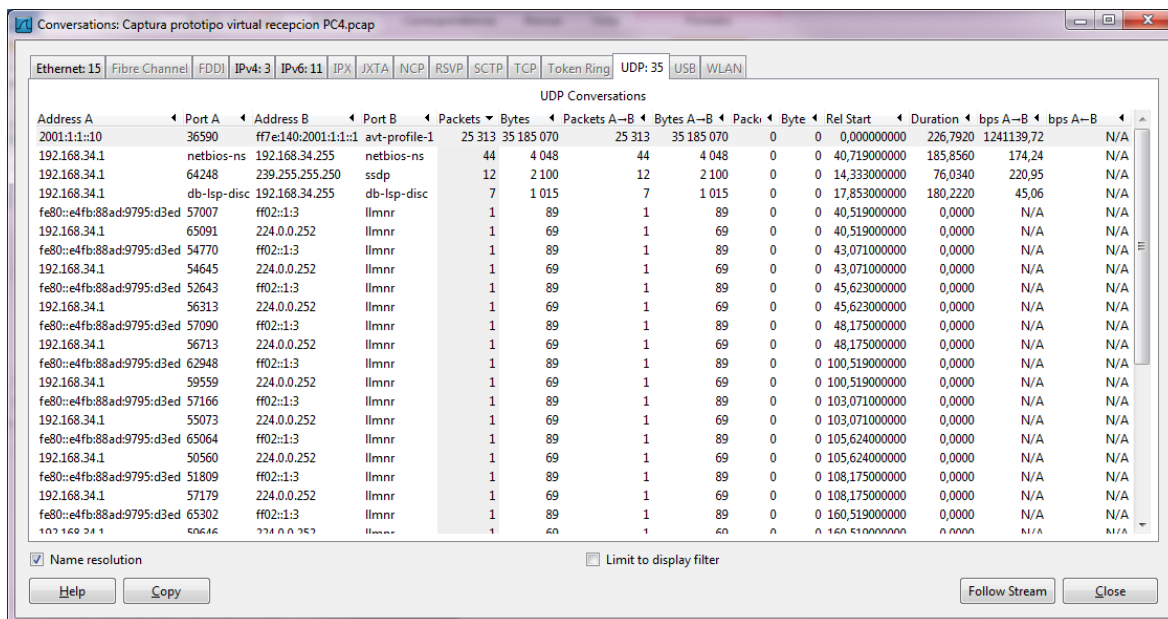 Conversations: Captura prototipo virtual recepcion PC4.pcap
Ethernet: 15 Fibre Channel FDDI IPv4: 3 IPv6: 11 IPX JXTA NCP RSVP SCTP TCP Token Ring UDP: 35 USB WLAN
UDP Conversations
Address A Port A Address B Port B Packets Bytes Packets A→B Bytes A→B Pack Byte Rel Start Duration bps A→B bps A←B
2001:1:1::10 36590 ff7e:140:2001:1:1::1 avt-profile-1 25 313 35 185 070 25 313 35 185 070 0 0 0,000000000 226,7920 1241139,72 N/A
192.168.34.1 netbios-ns 192.168.34.255 netbios-ns 44 4 048 44 4 048 0 0 40,719000000 185,8560 174,24 N/A
192.168.34.1 64248 239.255.255.250 ssdp 12 2 100 12 2 100 0 0 14,333000000 76,0340 220,95 N/A
192.168.34.1 db-lsp-disc 192.168.34.255 db-lsp-disc 7 1 015 7 1 015 0 0 17,853000000 180,2220 45,06 N/A
fe80::e4fb:88ad:9795:d3ed 57007 ff02::1:3 llmnr 1 89 1 89 0 0 40,519000000 0,0000 N/A N/A
192.168.34.1 65091 224.0.0.252 llmnr 1 69 1 69 0 0 40,519000000 0,0000 N/A N/A
fe80::e4fb:88ad:9795:d3ed 54770 ff02::1:3 llmnr 1 89 1 89 0 0 43,071000000 0,0000 N/A N/A
192.168.34.1 54645 224.0.0.252 llmnr 1 69 1 69 0 0 43,071000000 0,0000 N/A N/A
fe80::e4fb:88ad:9795:d3ed 52643 ff02::1:3 llmnr 1 89 1 89 0 0 45,623000000 0,0000 N/A N/A
192.168.34.1 56313 224.0.0.252 llmnr 1 69 1 69 0 0 45,623000000 0,0000 N/A N/A
fe80::e4fb:88ad:9795:d3ed 57090 ff02::1:3 llmnr 1 89 1 89 0 0 48,175000000 0,0000 N/A N/A
192.168.34.1 56713 224.0.0.252 llmnr 1 69 1 69 0 0 48,175000000 0,0000 N/A N/A
fe80::e4fb:88ad:9795:d3ed 62948 ff02::1:3 llmnr 1 89 1 89 0 0 100,519000000 0,0000 N/A N/A
192.168.34.1 59559 224.0.0.252 llmnr 1 69 1 69 0 0 100,519000000 0,0000 N/A N/A
fe80::e4fb:88ad:9795:d3ed 57166 ff02::1:3 llmnr 1 89 1 89 0 0 103,071000000 0,0000 N/A N/A
192.168.34.1 55073 224.0.0.252 llmnr 1 69 1 69 0 0 103,071000000 0,0000 N/A N/A
fe80::e4fb:88ad:9795:d3ed 65064 ff02::1:3 llmnr 1 89 1 89 0 0 105,624000000 0,0000 N/A N/A
192.168.34.1 50560 224.0.0.252 llmnr 1 69 1 69 0 0 105,624000000 0,0000 N/A N/A
fe80::e4fb:88ad:9795:d3ed 51809 ff02::1:3 llmnr 1 89 1 89 0 0 108,175000000 0,0000 N/A N/A
192.168.34.1 57179 224.0.0.252 llmnr 1 69 1 69 0 0 108,175000000 0,0000 N/A N/A
fe80::e4fb:88ad:9795:d3ed 65302 ff02::1:3 llmnr 1 89 1 89 0 0 160,519000000 0,0000 N/A N/A
192.168.34.1 59646 224.0.0.252 llmnr 1 69 1 69 0 0 160,519000000 0,0000 N/A N/A
Name resolution Limit to display filter
Help Copy Follow Stream Close